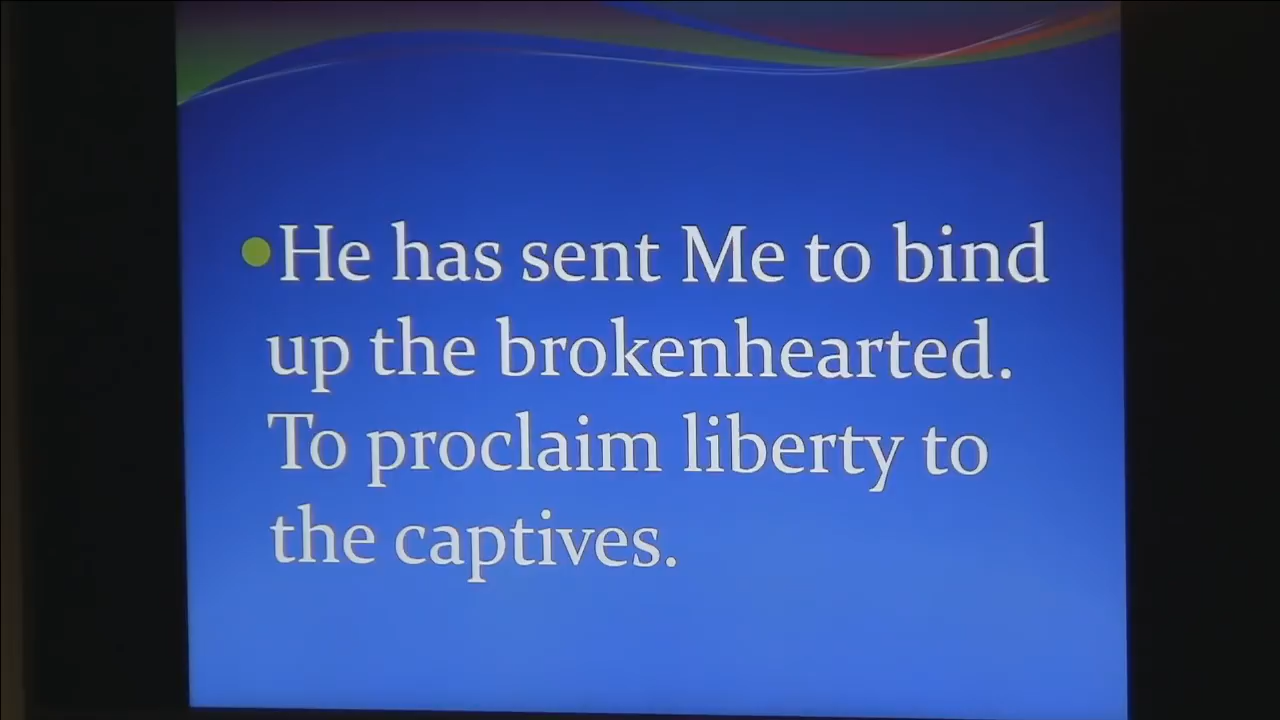 He has sent Me to bind
up the brokenhearted.
To proclaim liberty to
the captives.